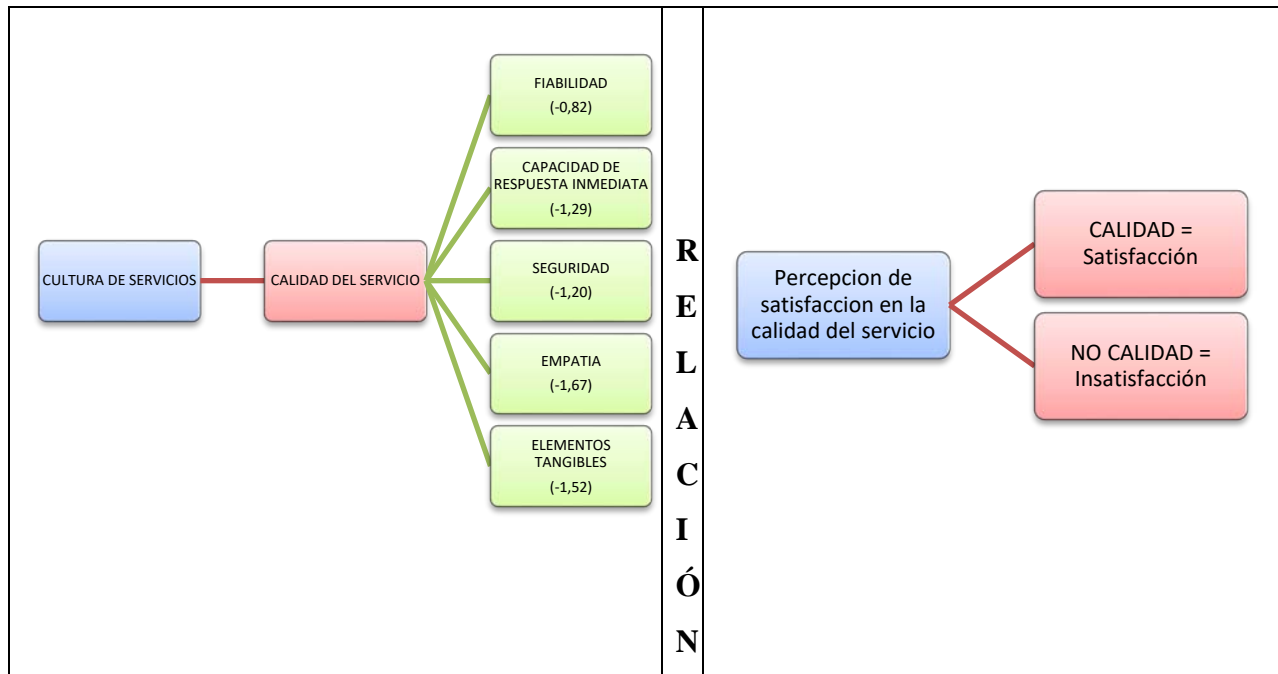 CULTURA DE SERVICIOS
CALIDAD DEL SERVICIO
FIABILIDAD
(-0,82)
CAPACIDAD DE
RESPUESTA INMEDIATA
(-1,29)
SEGURIDAD
(-1,20)
EMPATIA
(-1,67)
ELEMENTOS
TANGIBLES
(-1,52)
R
E
L
A
C
I
Ó
N
Percepcion de
satisfaccion en la
calidad del servicio
CALIDAD =
Satisfacción
NO CALIDAD =
Insatisfacción